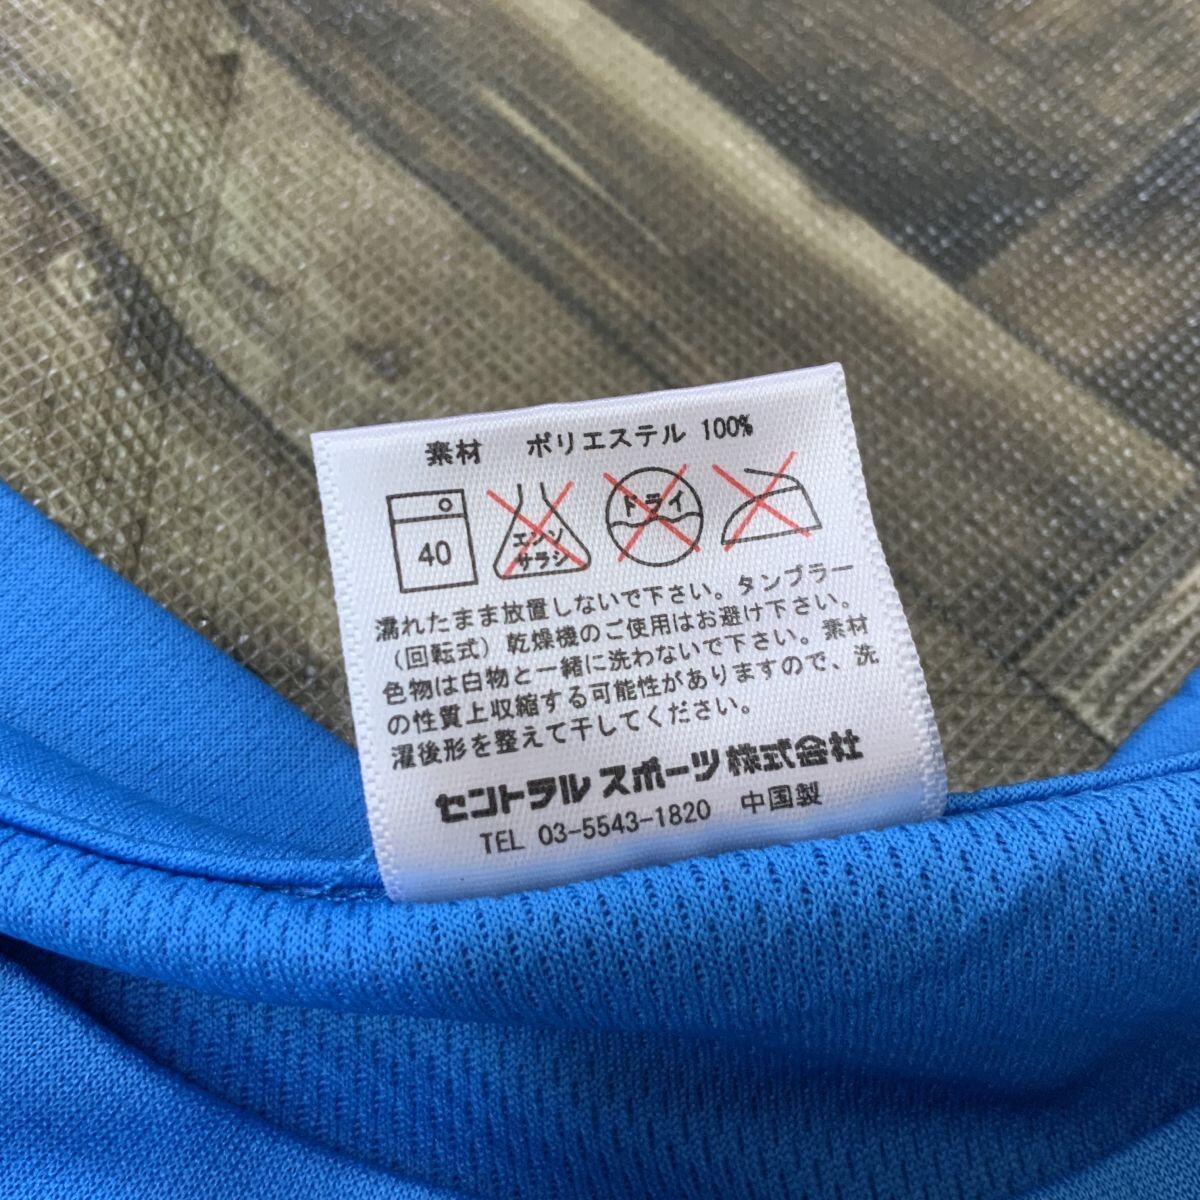 素材　ポリエステル 100%
40 エンソ ドライ
サラシ
濡れたまま放置しないで下さい。タンブラー
（回転式）乾燥機のご使用はお避け下さい。
色物は白物と一緒に洗わないで下さい。素材
の性質上収縮する可能性がありますので、洗
濯後形を整えて干してください。
セントラルスポーツ株式会社
TEL 03-5543-1820　中国製